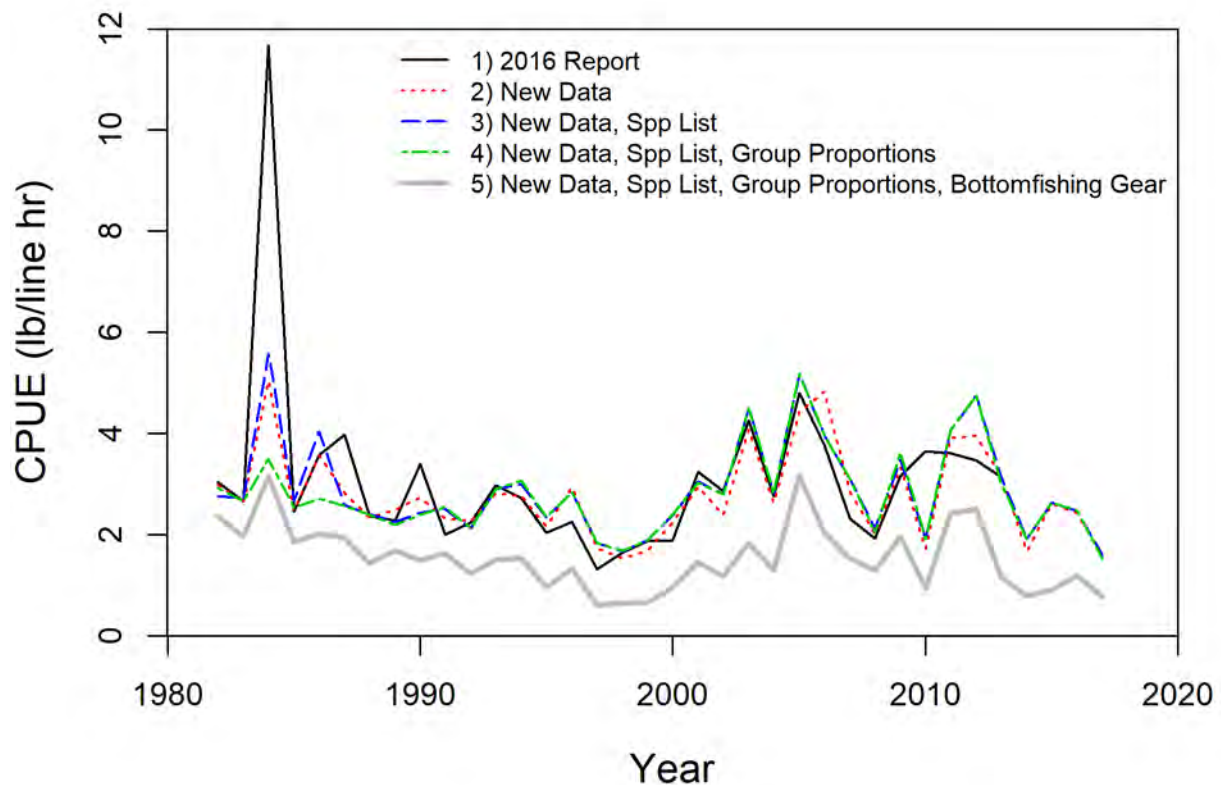 12
10
8
6
4
2
0
CPUE (lb/line hr)
1) 2016 Report
2) New Data
3) New Data, Spp List
4) New Data, Spp List, Group Proportions
5) New Data, Spp List, Group Proportions, Bottomfishing Gear
1980 1990 2000 2010 2020
Year